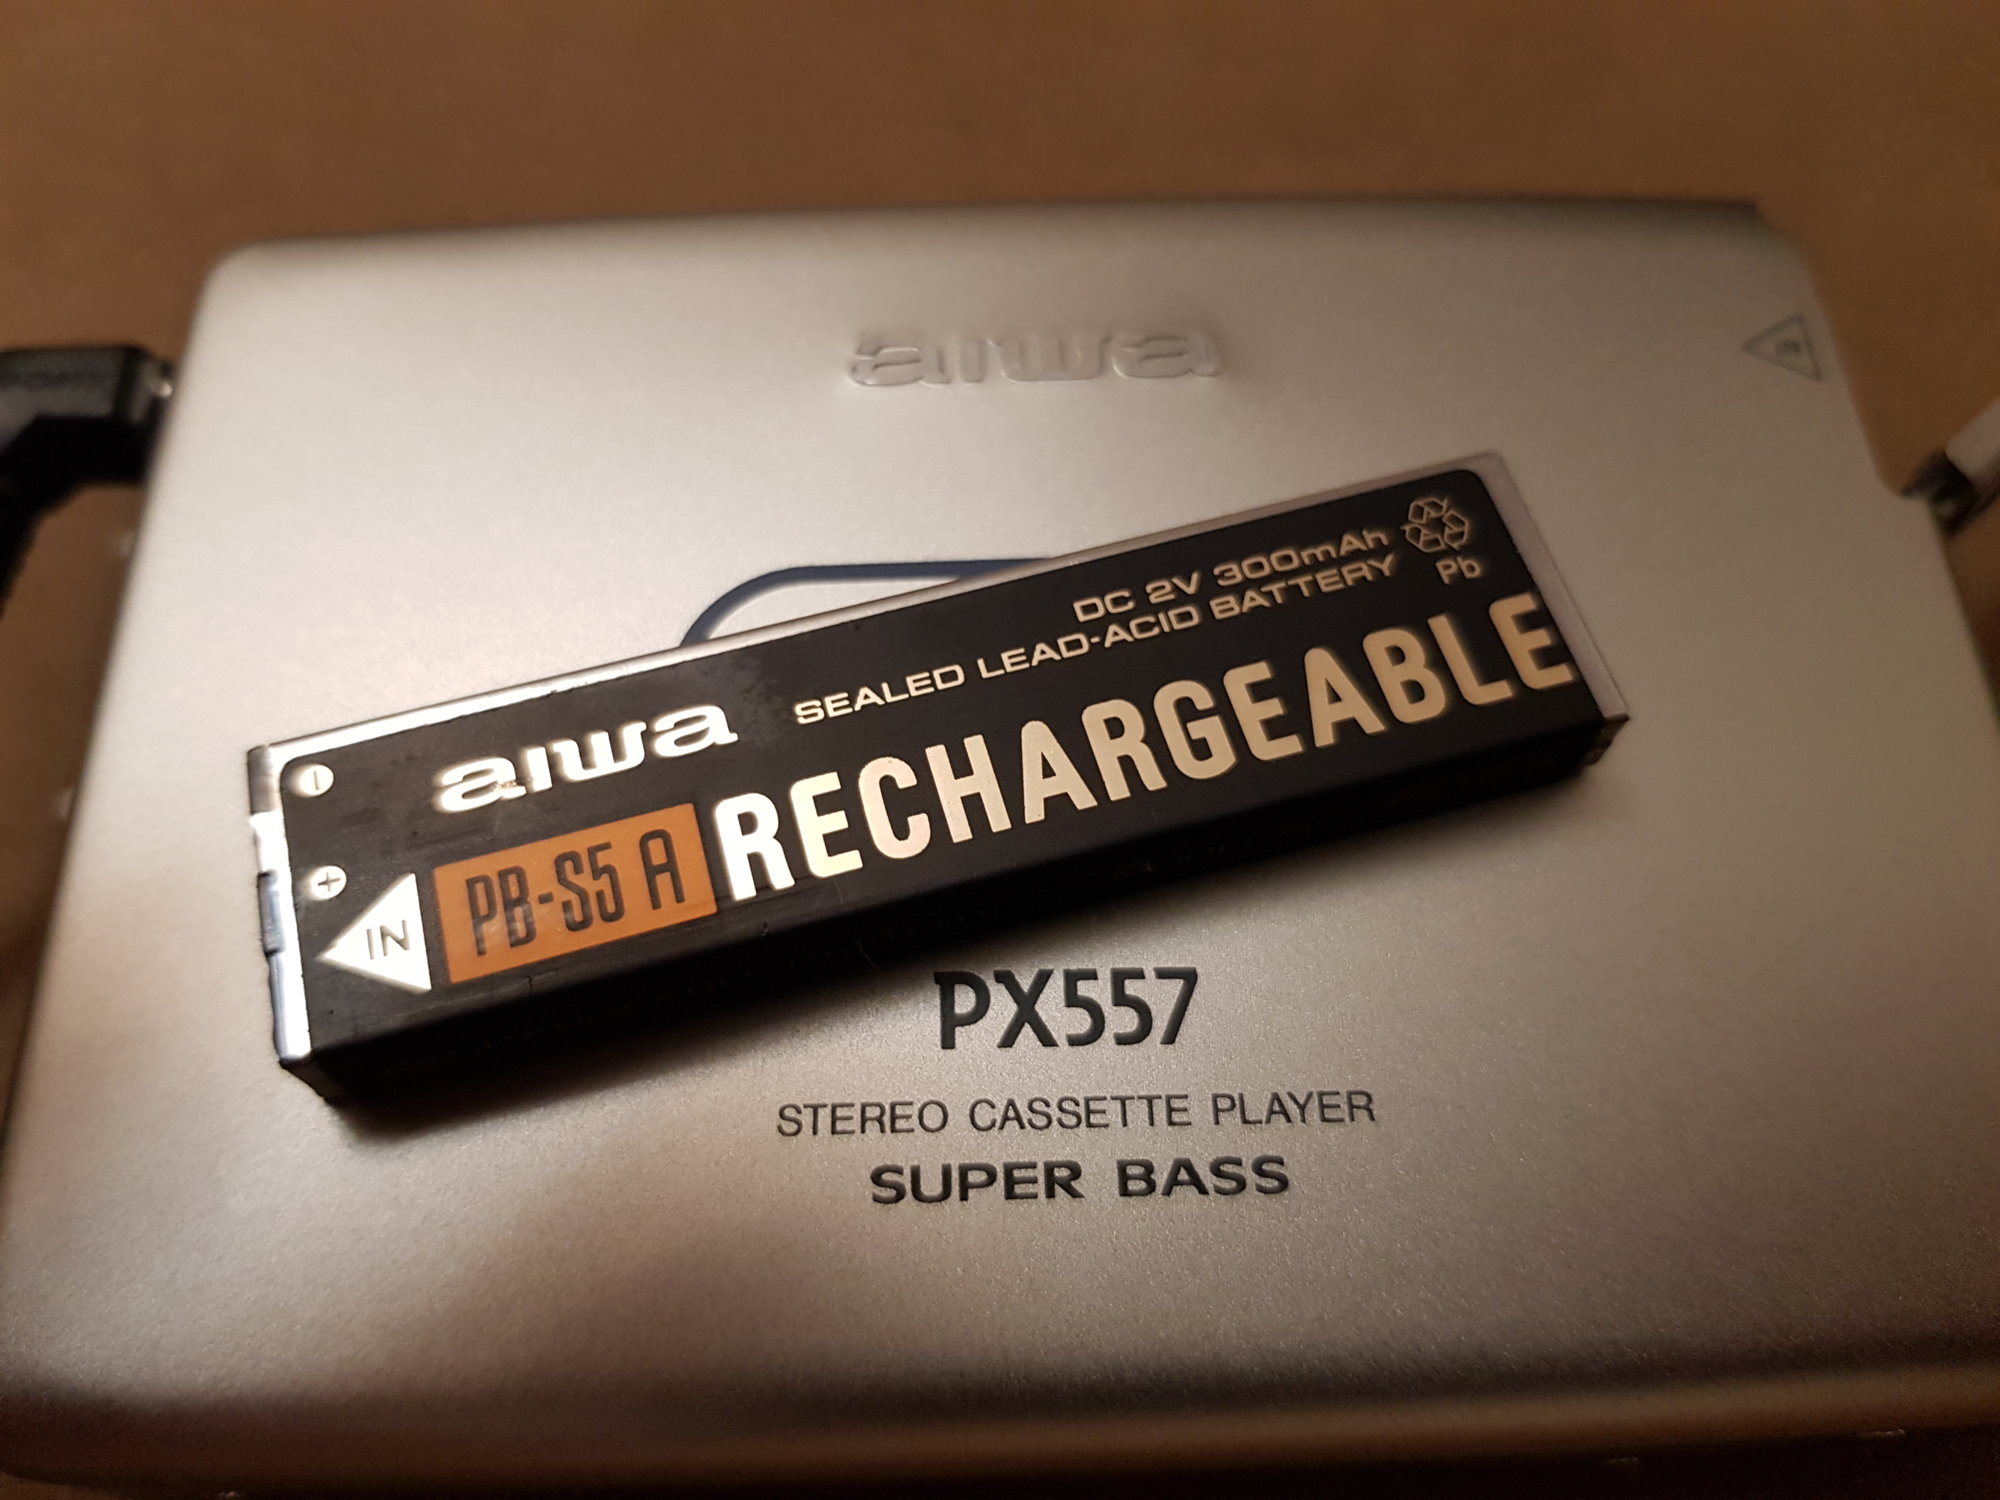 aiwa
DC 2V 300mAh
SEALED LEAD-ACID BATTERY
Pb
aiwa
RECHARGEABLE
PB-S5 A
IN
PX557
STEREO CASSETTE PLAYER
SUPER BASS